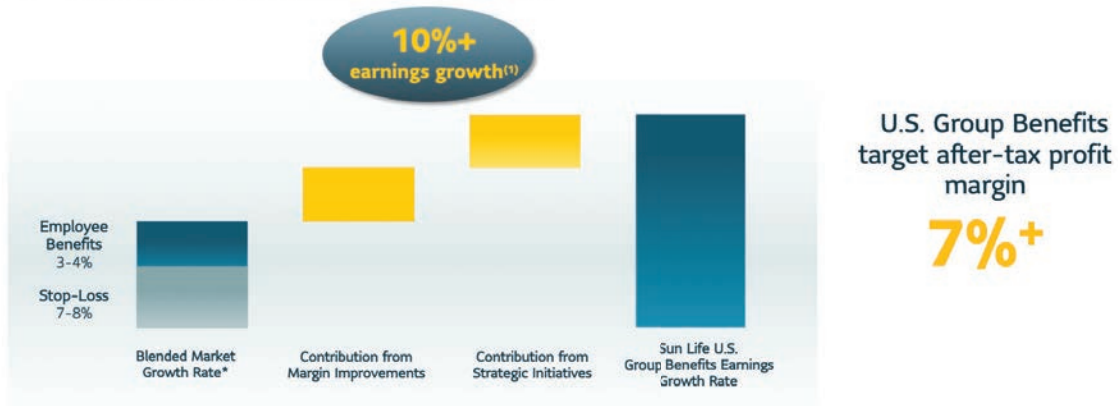 10%+
earnings growth(1)
U.S. Group Benefits
target after-tax profit
margin
7%+
Employee
Benefits
3-4%
Stop-Loss
7-8%
Blended Market
Growth Rate*
Contribution from
Margin Improvements
Contribution from
Strategic Initiatives
Sun Life U.S.
Group Benefits Earnings
Growth Rate